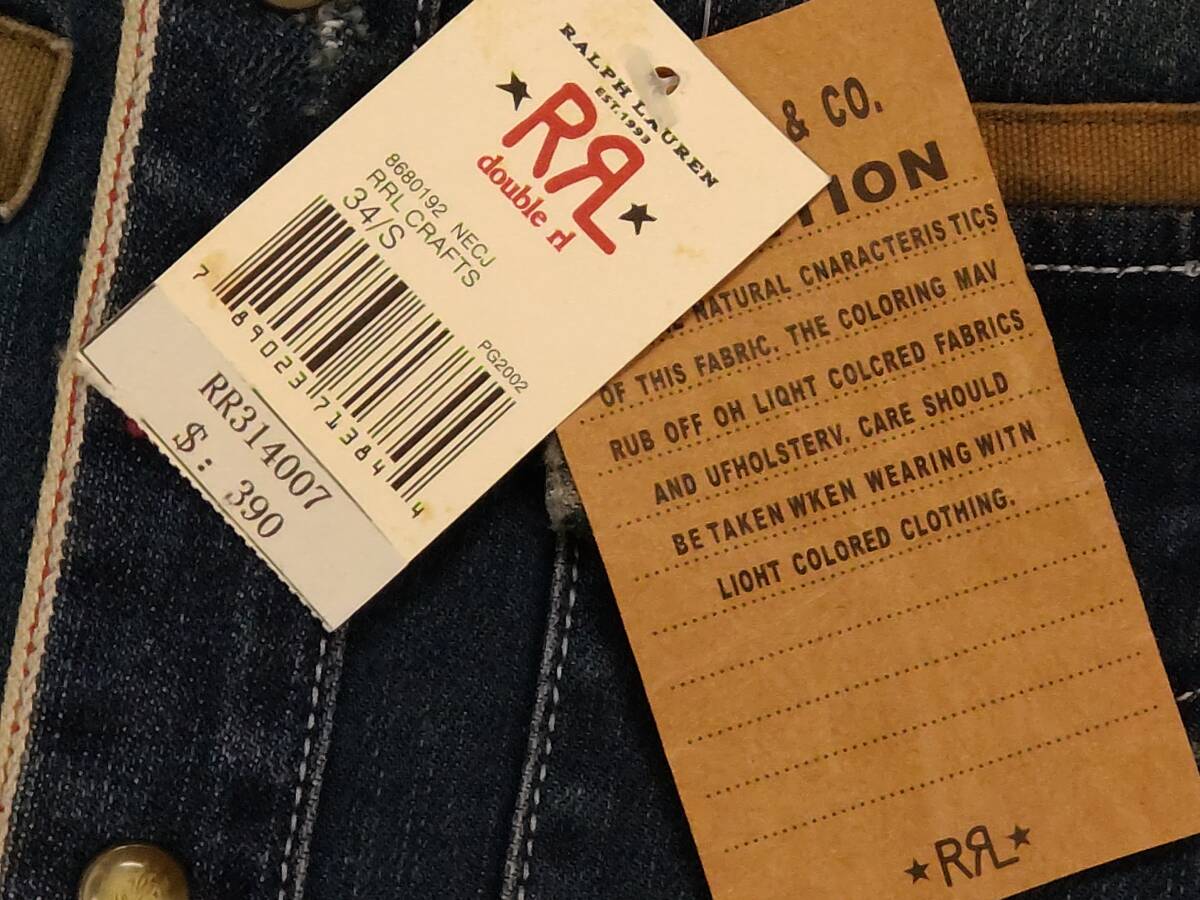 RALPH LAUREN
EST.1993
RRL
double rl
8680192 NECJ
RRL CRAFTS
34/S
PG2002
7 89023 71384 4
RR314007
$: 390
& CO.
TION
NATURAL CNARACTERISTICS
OF THIS FABRIC. THE COLORING MAV
RUB OFF OH LIQHT COLCRED FABRICS
AND UFHOLSTERV. CARE SHOULD
BE TAKEN WKEN WEARING WITN
LIOHT COLORED CLOTHING.
RRL